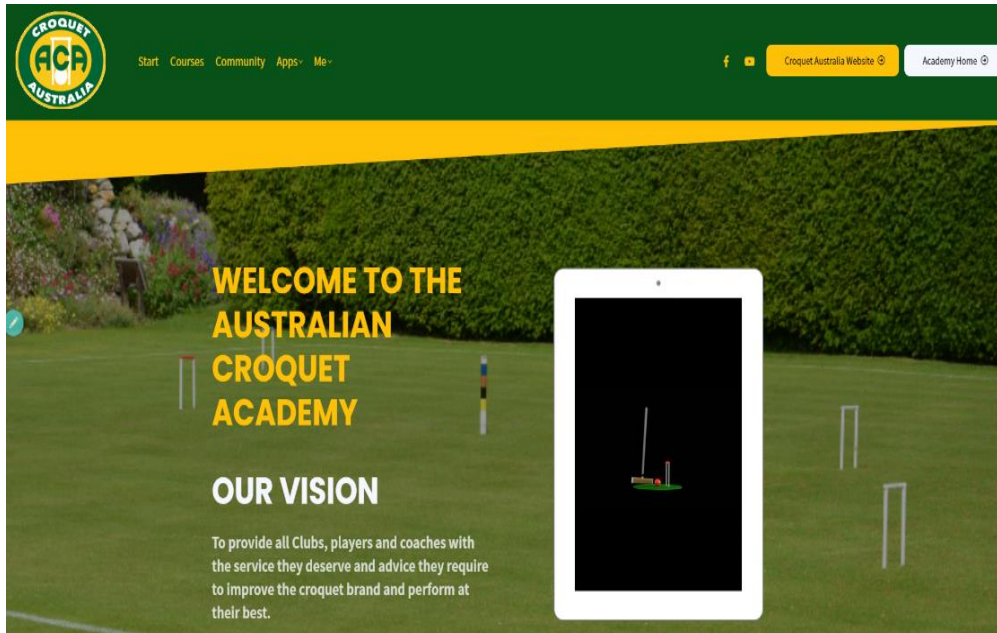 CROQUET
ACA
AUSTRALIA
Start Courses Community Apps Me
Croquet Australia Website
Academy Home
WELCOME TO THE
AUSTRALIAN
CROQUET
ACADEMY
OUR VISION
To provide all Clubs, players and coaches with
the service they deserve and advice they require
to improve the croquet brand and perform at
their best.